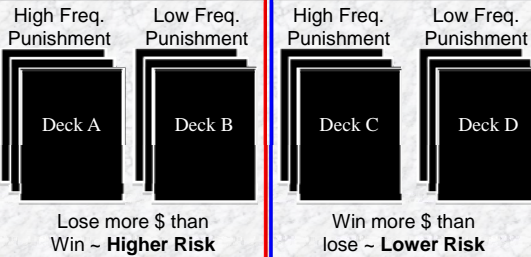 High Freq.
Punishment
Low Freq.
Punishment
High Freq.
Punishment
Low Freq.
Punishment
Deck A
Deck B
Deck C
Deck D
Lose more $ than
Win ~ Higher Risk
Win more $ than
lose ~ Lower Risk